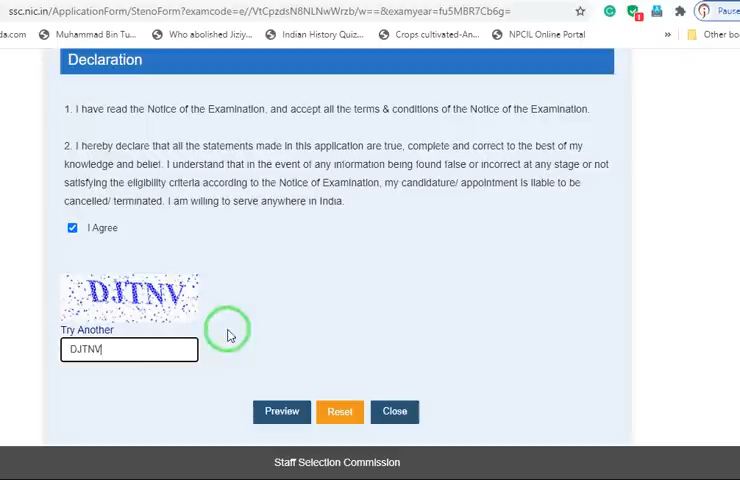 ssc.nic.in/ApplicationForm/StenoForm?examcode=e//VtCpzdsN8NLNwWrzb/w==&examyear=fu5MBR7Cb6g=
Pause
da.com Muhammad Bin Tu... Who abolished Jiziy... Indian History Quiz... Crops cultivated-An... NPCIL Online Portal » Other boo
Declaration
1. I have read the Notice of the Examination, and accept all the terms & conditions of the Notice of the Examination.
2. I hereby declare that all the statements made in this application are true, complete and correct to the best of my
knowledge and belief. I understand that in the event of any information being found false or incorrect at any stage or not
satisfying the eligibility criteria according to the Notice of Examination, my candidature/ appointment is liable to be
cancelled/ terminated. I am willing to serve anywhere in India.
I Agree
DJTNV
Try Another
DJTNV
Preview Reset Close
Staff Selection Commission